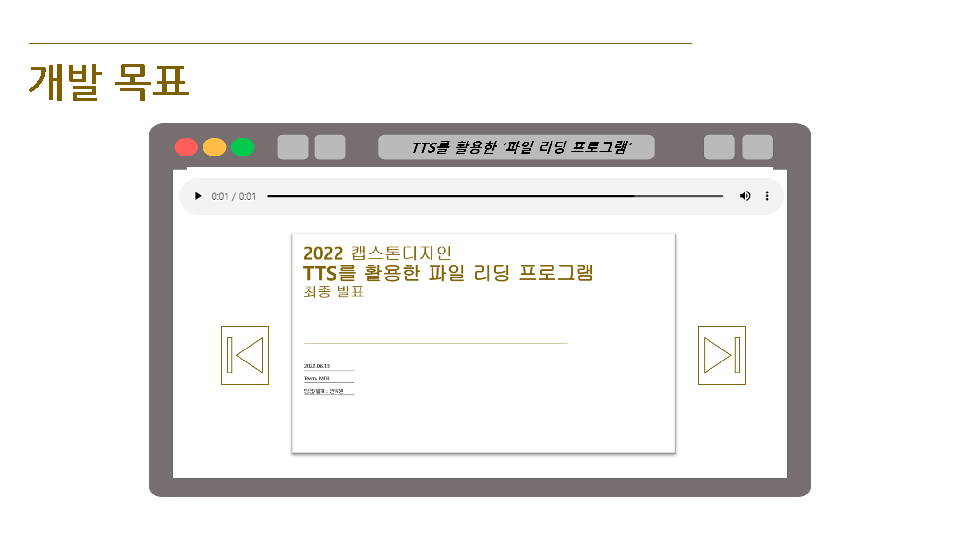 개발 목표
TTS를 활용한 '파일 리딩 프로그램'
0:01 / 0:01
2022 캡스톤디자인
TTS를 활용한 파일 리딩 프로그램
최종 발표
2022.06.13
Team. MTB